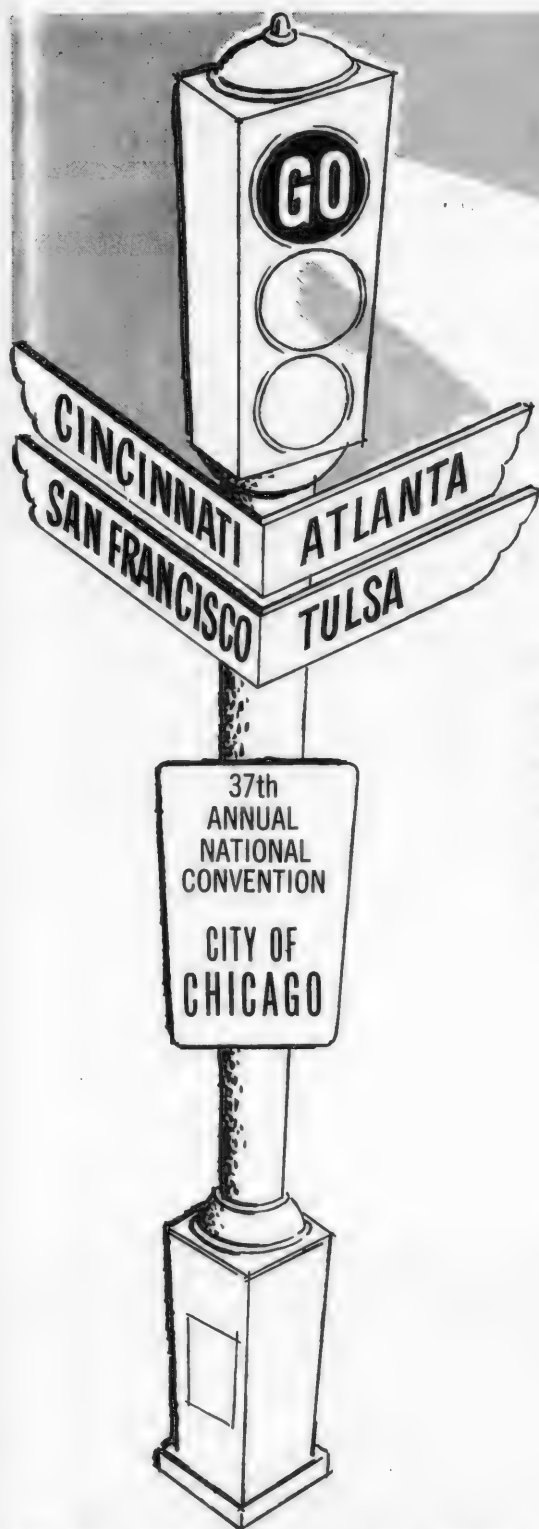 GO
CINCINNATI
ATLANTA
SAN FRANCISCO
TULSA
37th
ANNUAL
NATIONAL
CONVENTION
CITY OF
CHICAGO